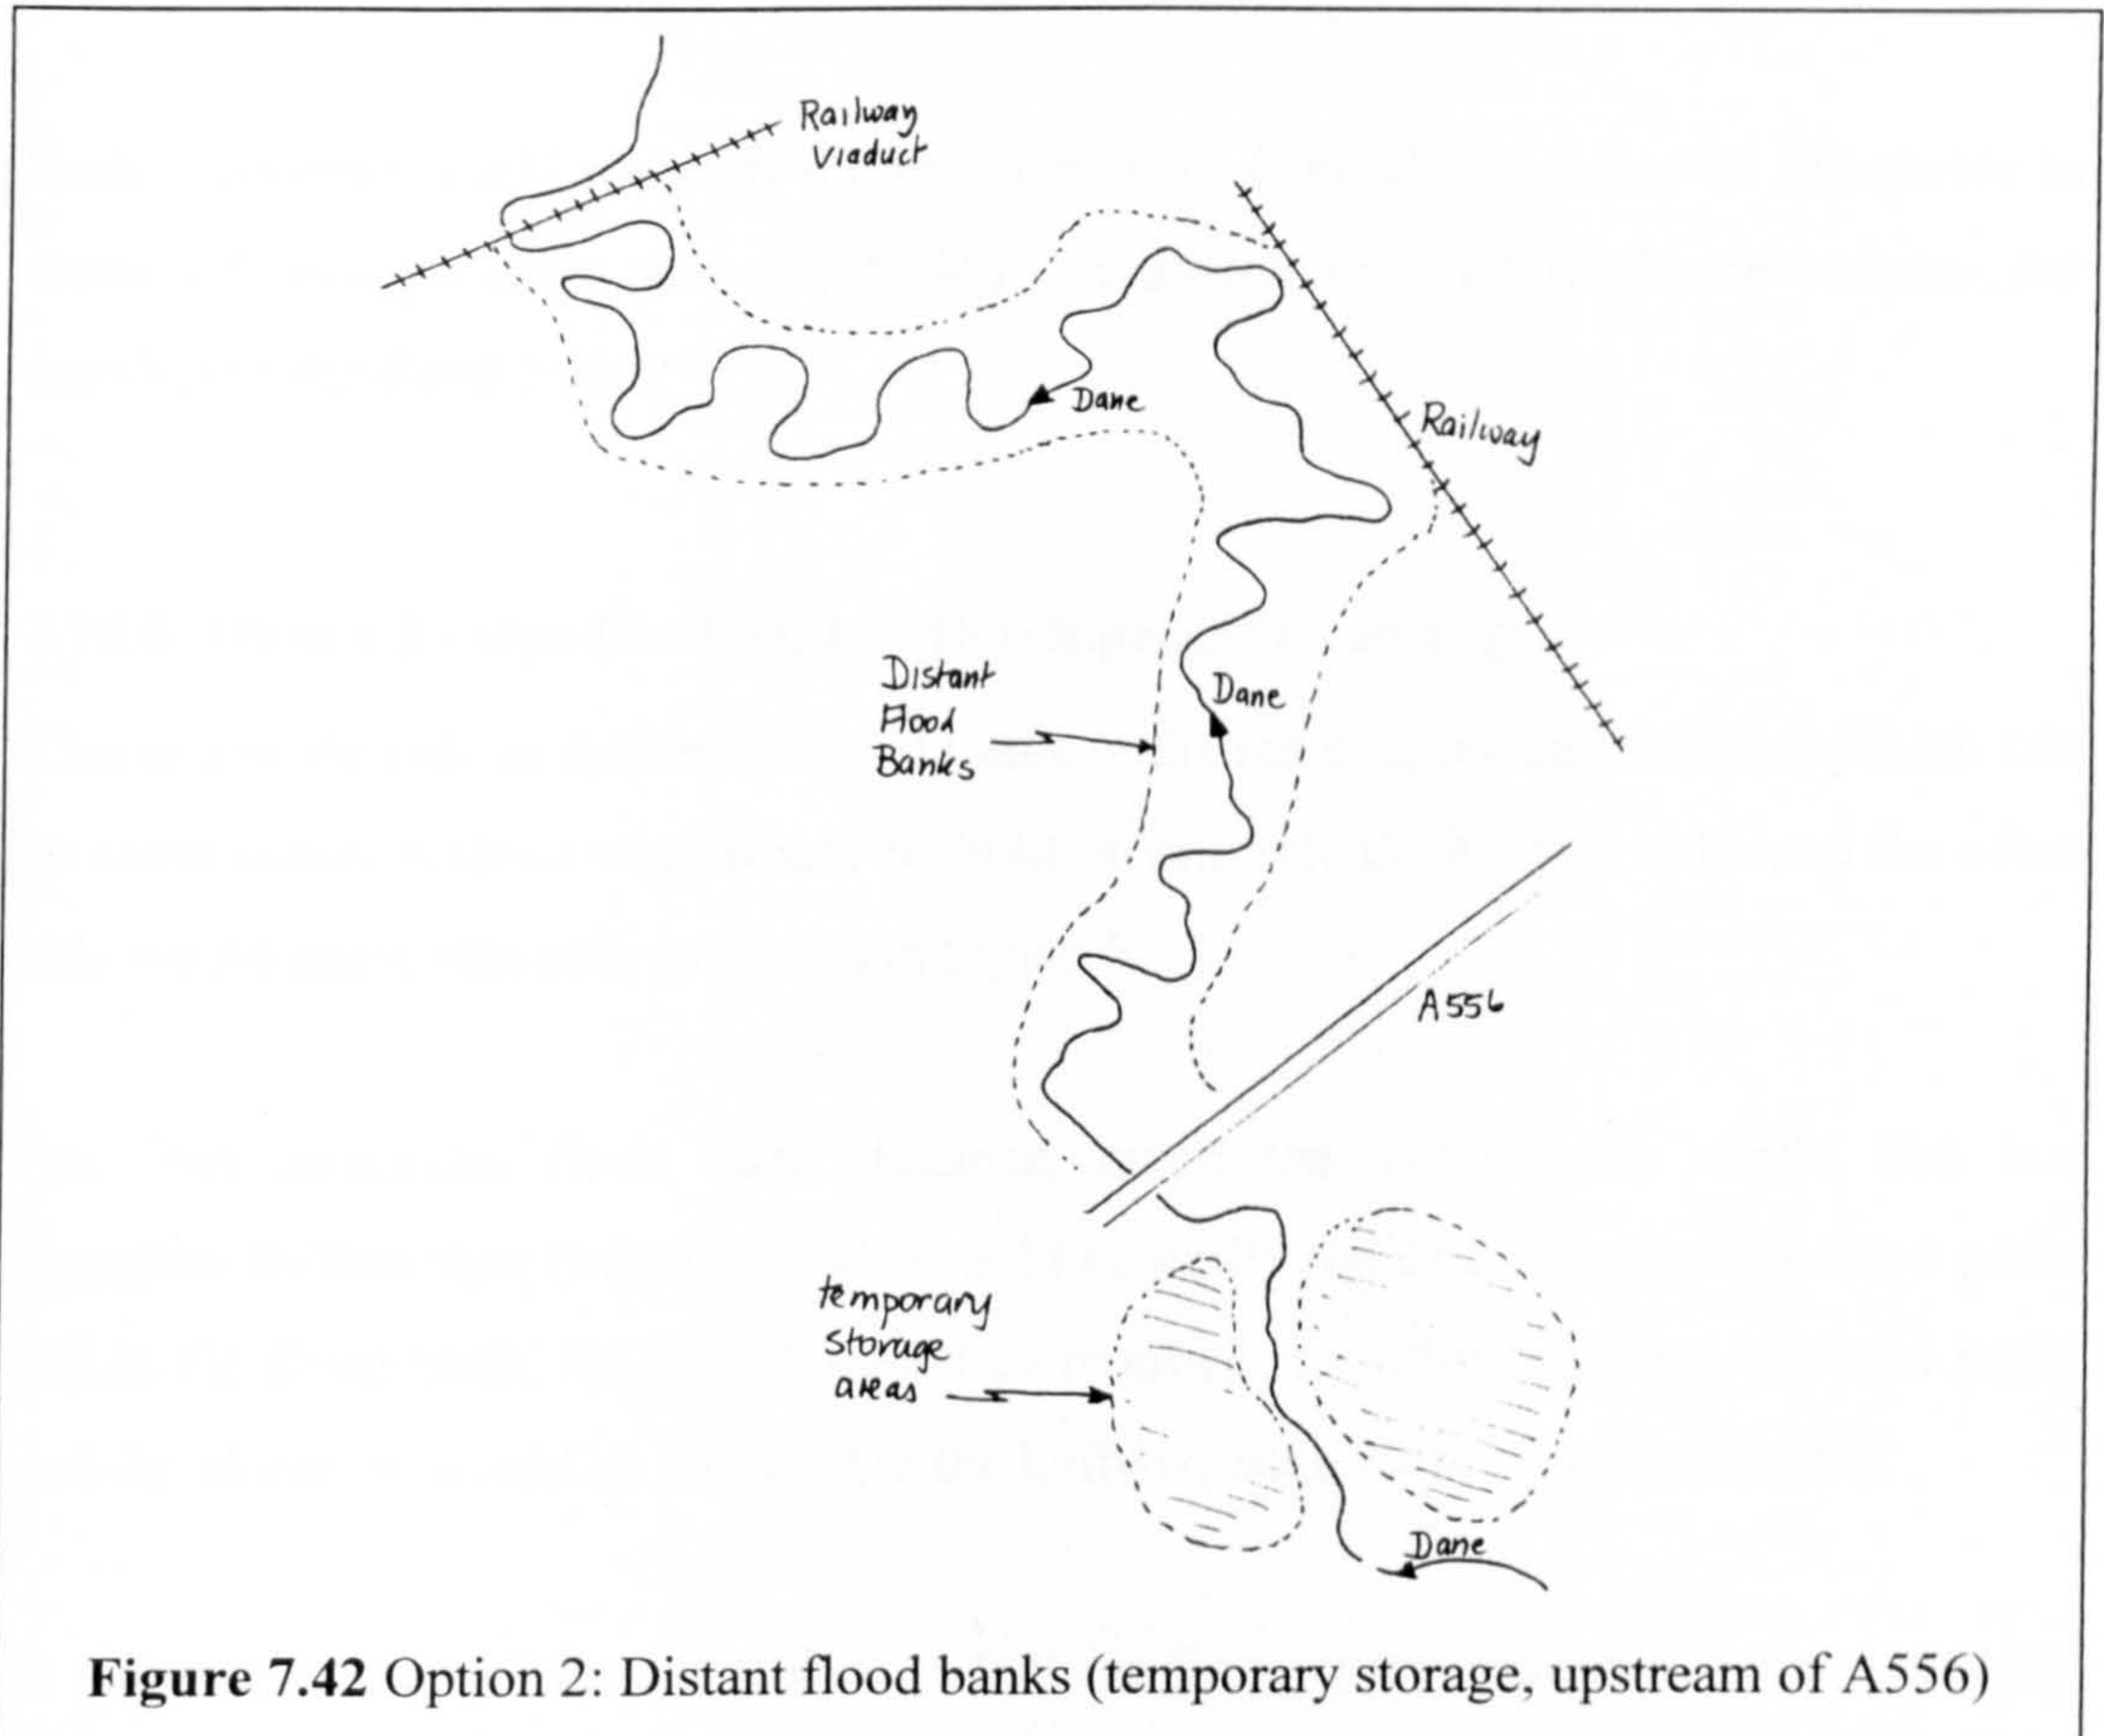 Railway
Viaduct
Railway
Dane
Distant
Flood
Banks
Dane
A556
temporary
storage
areas
Dane
Figure 7.42 Option 2: Distant flood banks (temporary storage, upstream of A556)